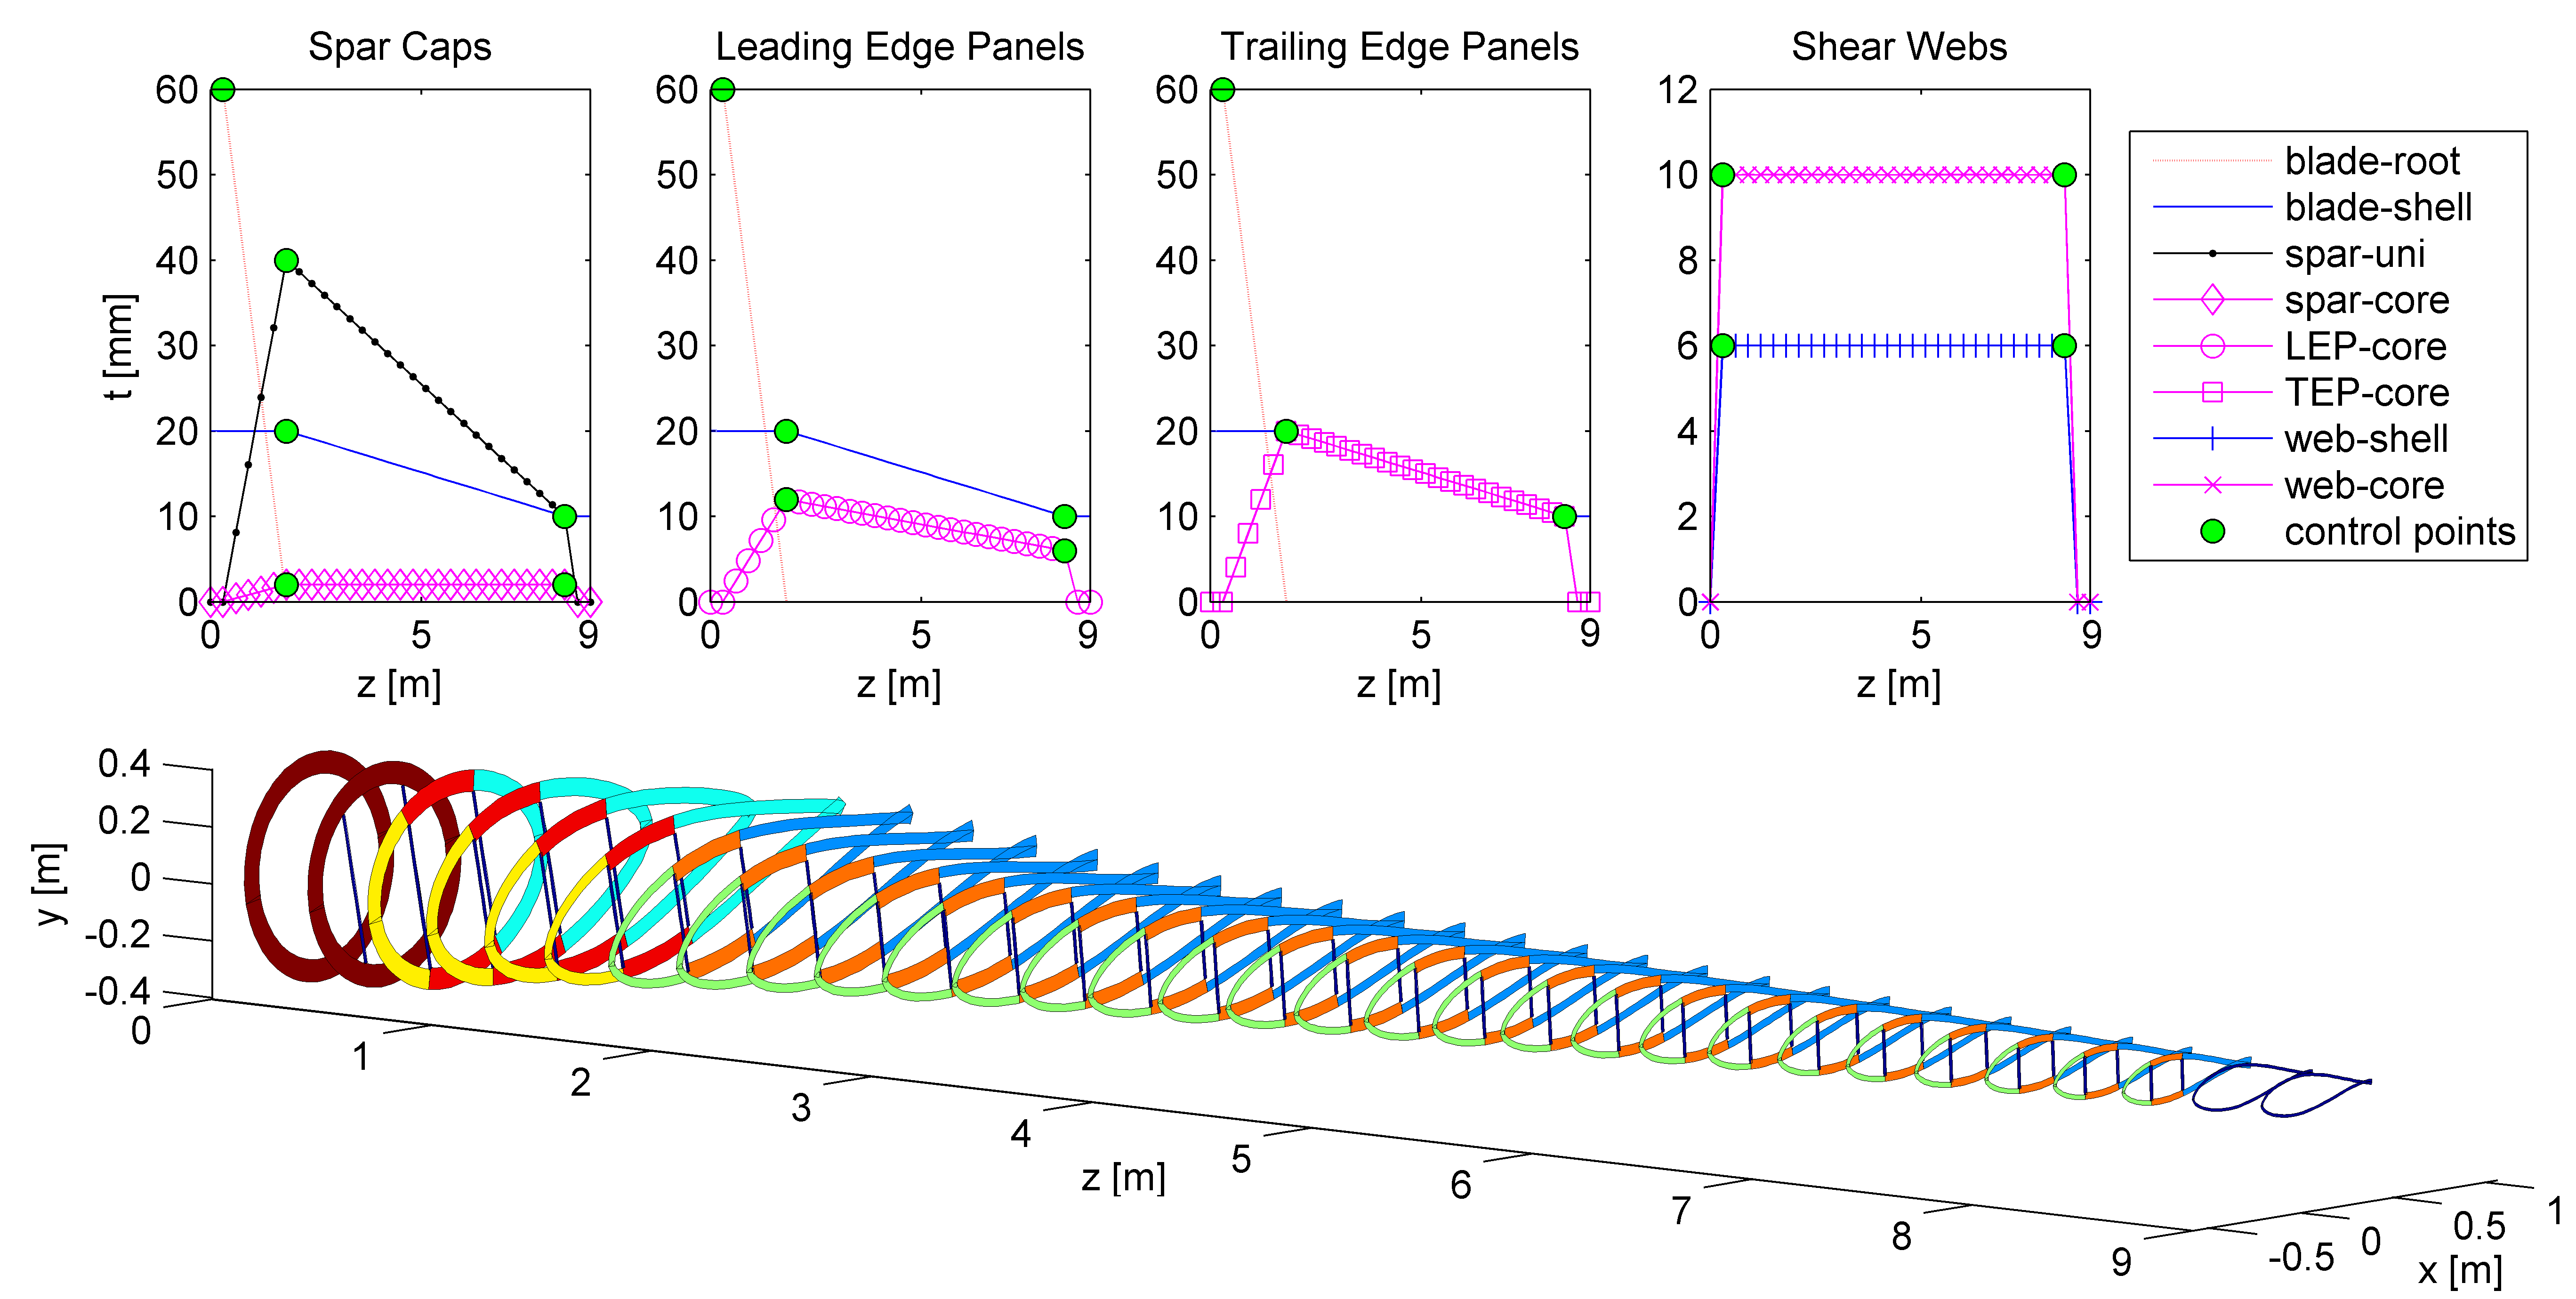 Spar Caps
Leading Edge Panels
Trailing Edge Panels
Shear Webs
t [mm]
60
50
40
30
20
10
0
0 5 9
z [m]
60
50
40
30
20
10
0
0 5 9
z [m]
60
50
40
30
20
10
0
0 5 9
z [m]
12
10
8
6
4
2
0
0 5 9
z [m]
blade-root
blade-shell
spar-uni
spar-core
LEP-core
TEP-core
web-shell
web-core
control points
y [m]
0.4
0.2
0
-0.2
-0.4
0
1
2
3
4
5
6
7
8
9
z [m]
-0.5
0
0.5
1
x [m]